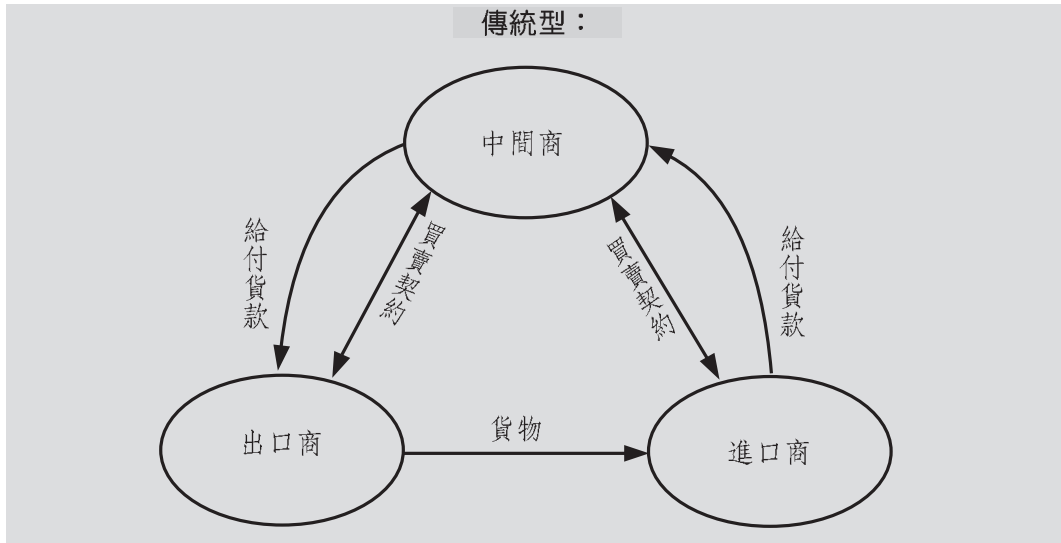 傳統型：
中間商
給付貨款
買賣契約
買賣契約
給付貨款
出口商
貨物
進口商